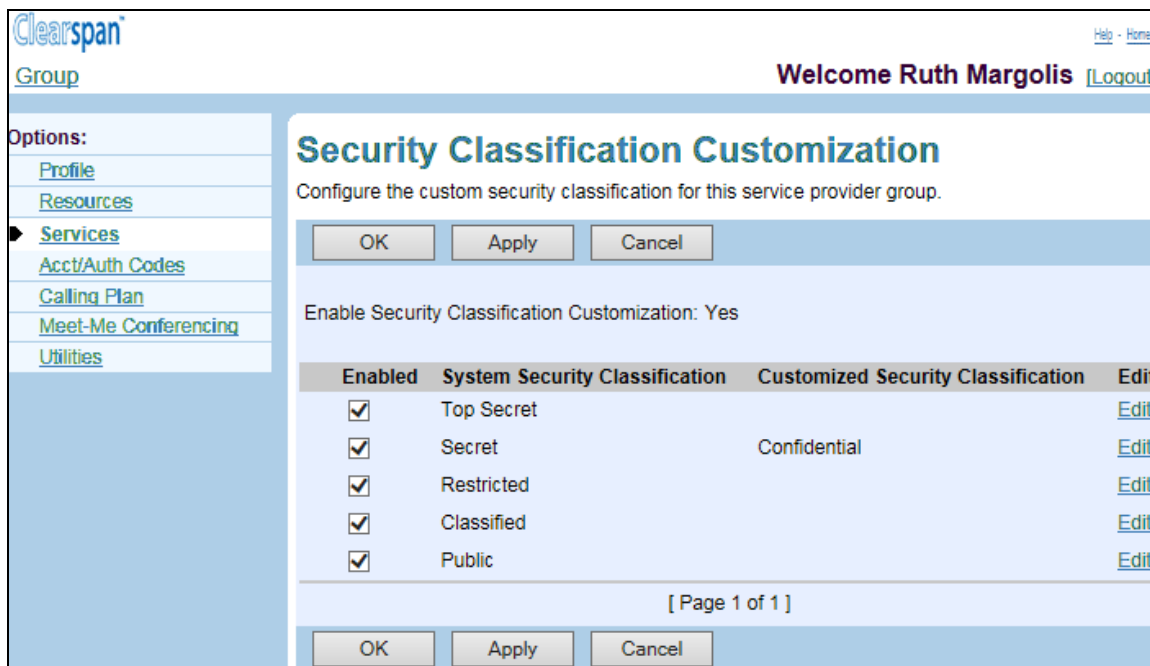 Clearspan
Help - Home
Group
Welcome Ruth Margolis [Logout
Options:
Profile
Resources
Services
Acct/Auth Codes
Calling Plan
Meet-Me Conferencing
Utilities
Security Classification Customization
Configure the custom security classification for this service provider group.
OK Apply Cancel
Enable Security Classification Customization: Yes
Enabled System Security Classification Customized Security Classification Edit
Top Secret Edit
Secret Confidential Edit
Restricted Edit
Classified Edit
Public Edit
[ Page 1 of 1 ]
OK Apply Cancel